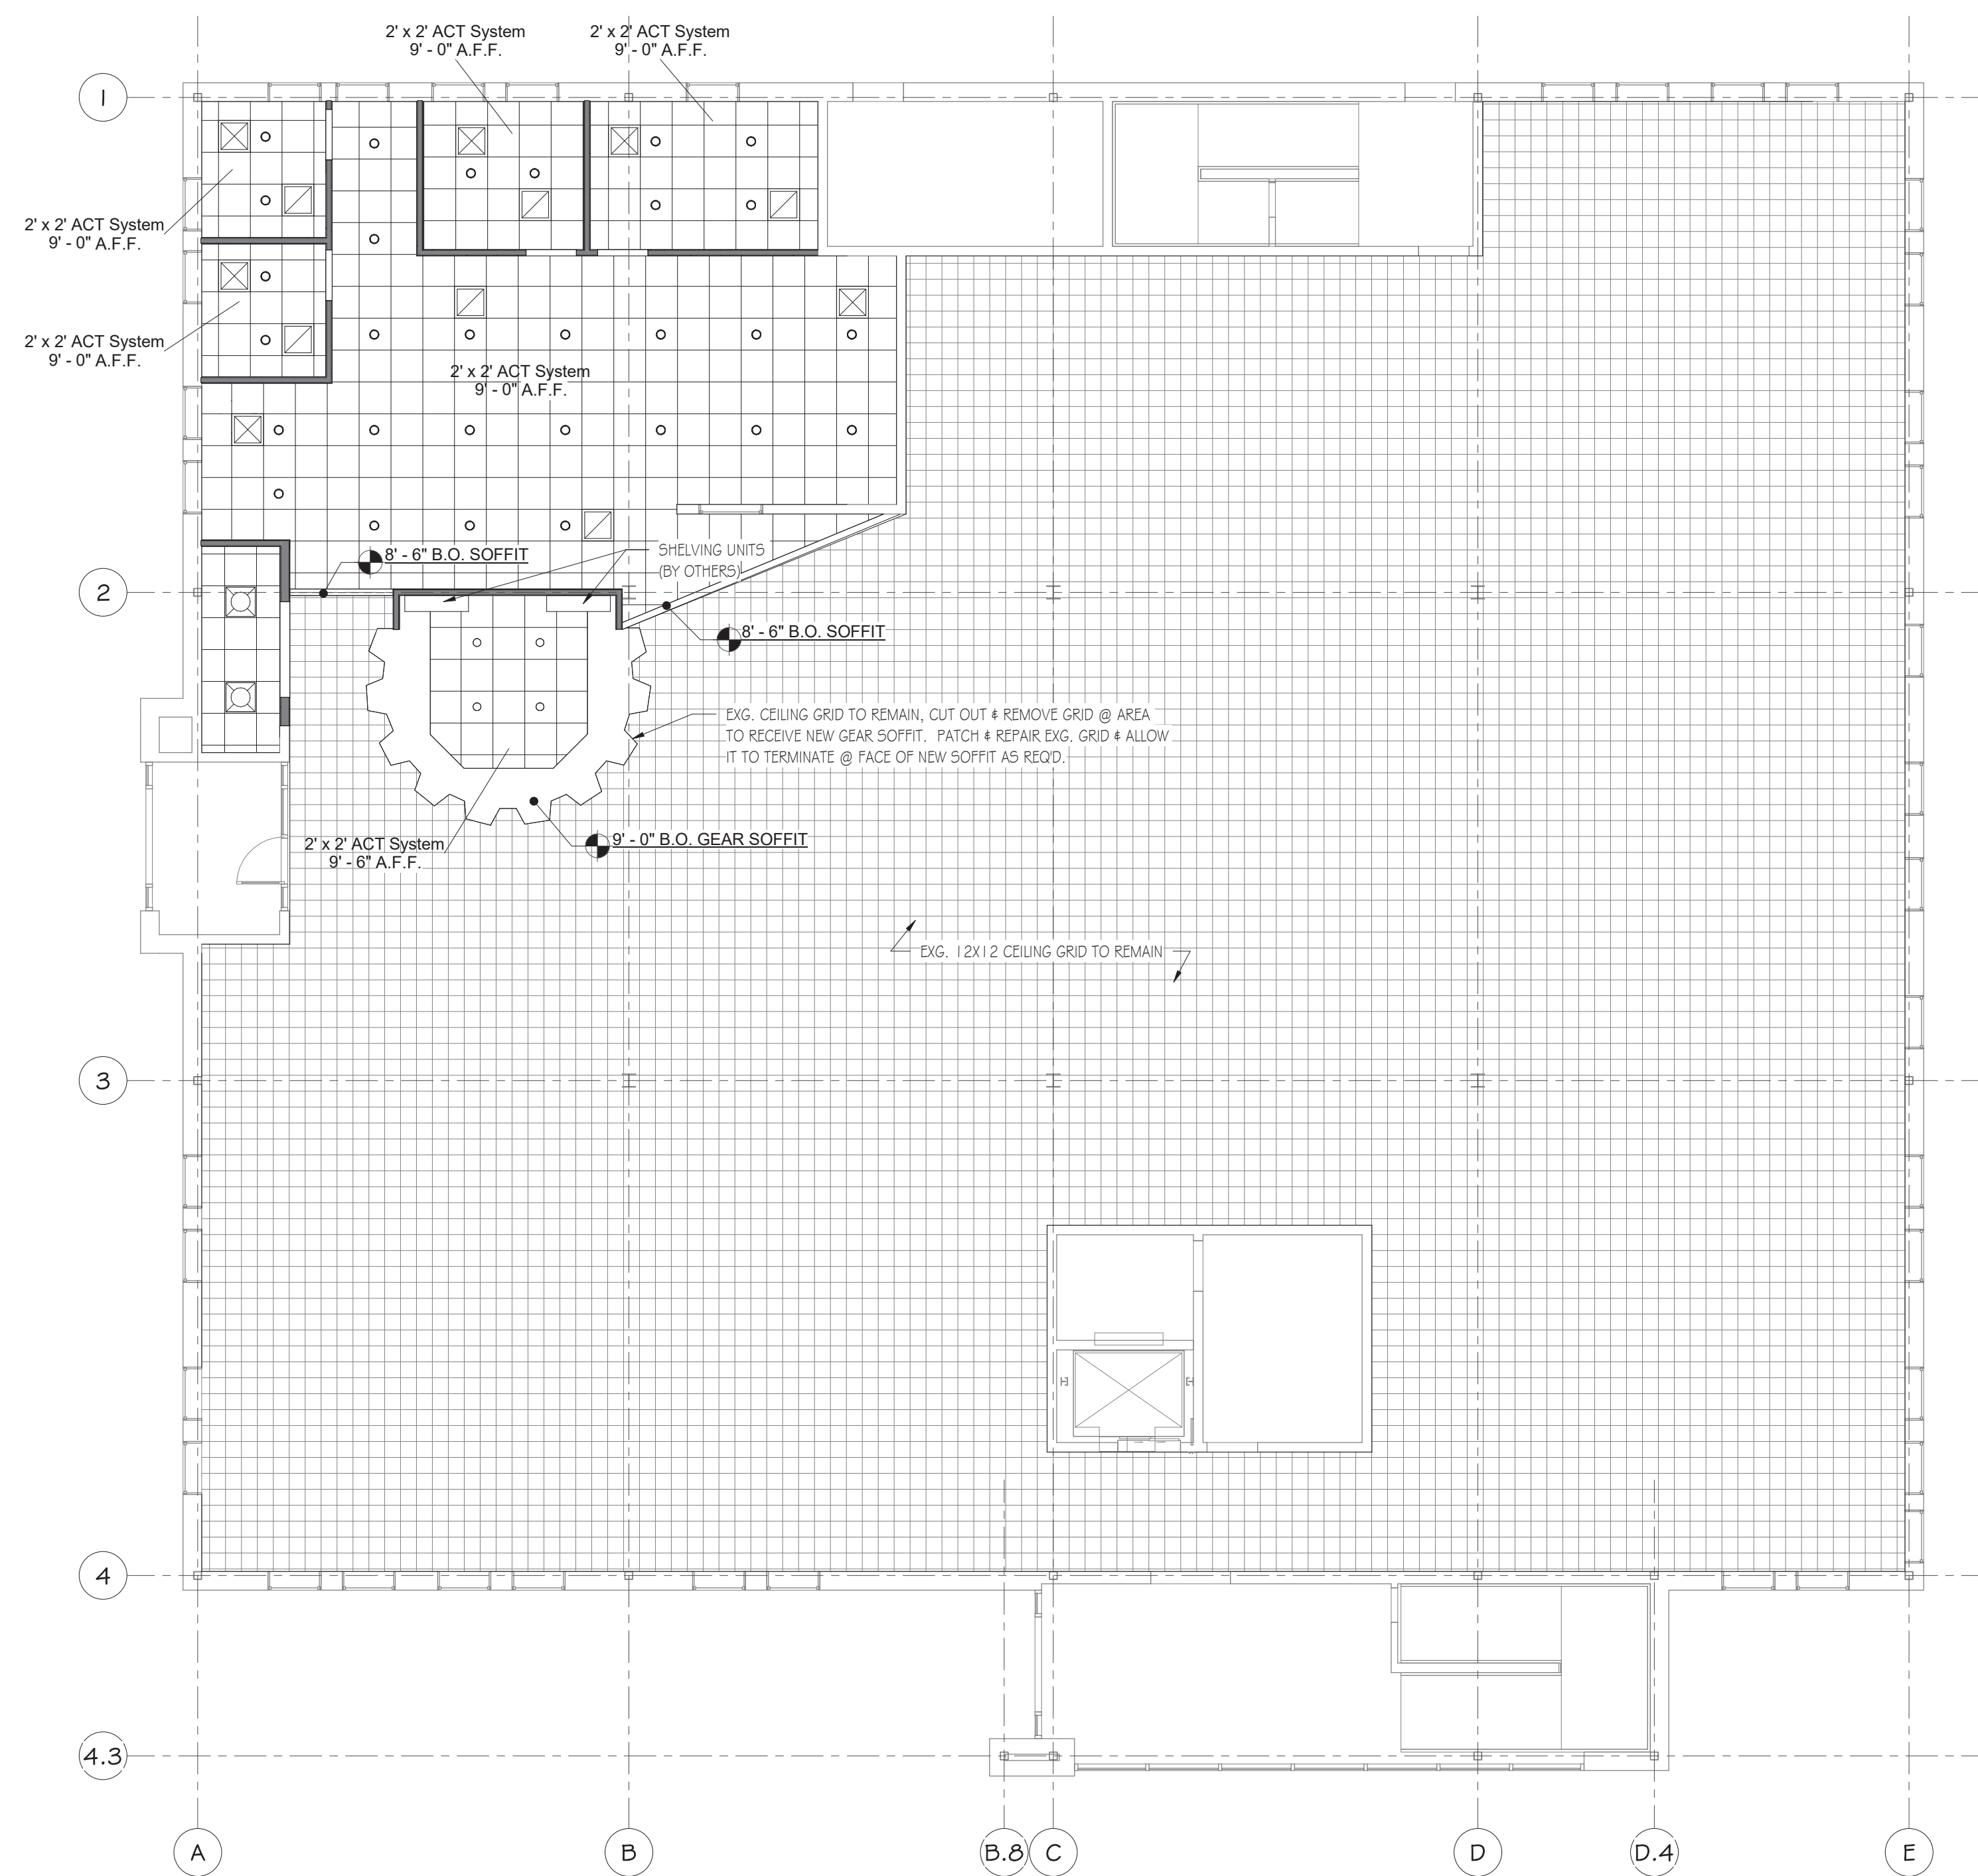 2' x 2' ACT System
9' - 0" A.F.F.
2' x 2' ACT System
9' - 0" A.F.F.
1
2' x 2' ACT System
9' - 0" A.F.F.
2' x 2' ACT System
9' - 0" A.F.F.
2' x 2' ACT System
9' - 0" A.F.F.
8' - 6" B.O. SOFFIT
SHELVING UNITS
(BY OTHERS)
2
8' - 6" B.O. SOFFIT
EXG. CEILING GRID TO REMAIN, CUT OUT & REMOVE GRID @ AREA
TO RECEIVE NEW GEAR SOFFIT. PATCH & REPAIR EXG. GRID & ALLOW
IT TO TERMINATE @ FACE OF NEW SOFFIT AS REQ'D.
9' - 0" B.O. GEAR SOFFIT
2' x 2' ACT System
9' - 6" A.F.F.
EXG. 12X12 CEILING GRID TO REMAIN
3
4
4.3
A
B
B.8
C
D
D.4
E